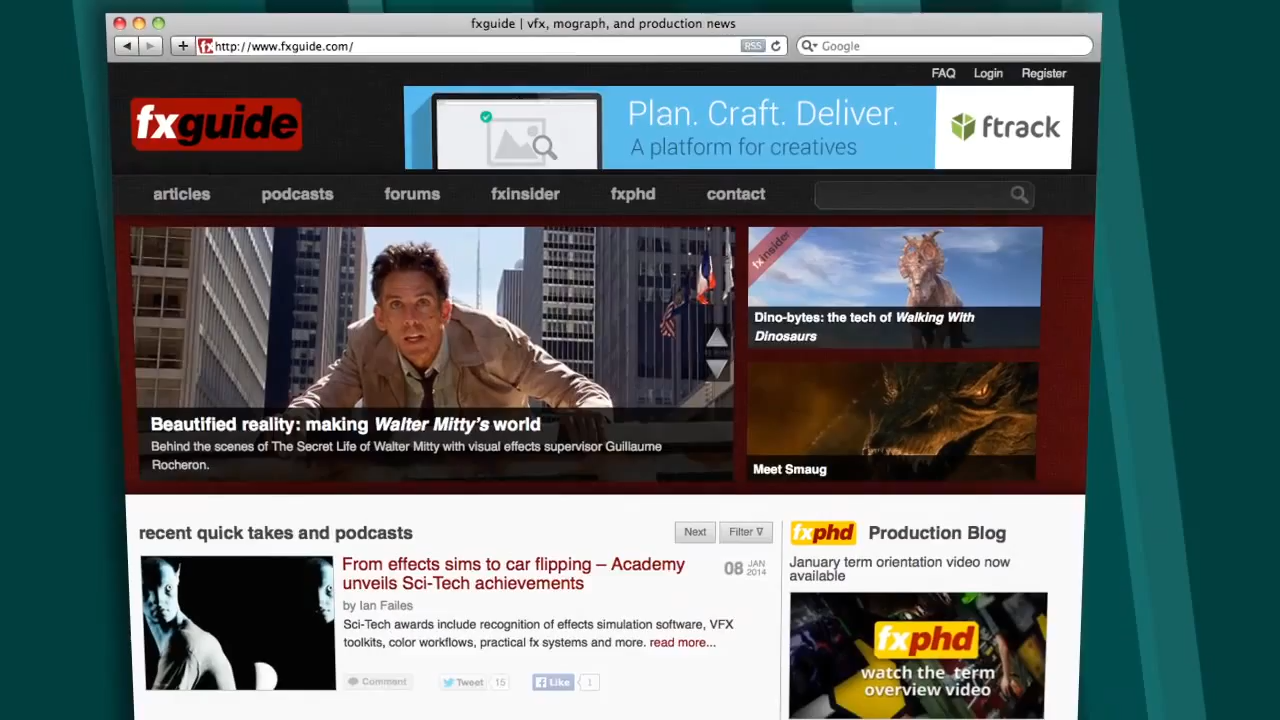 fxguide | vfx, mograph, and production news
http://www.fxguide.com/
RSS
Google
FAQ Login Register
fxguide
Plan. Craft. Deliver.
A platform for creatives
ftrack
articles podcasts forums fxinsider fxphd contact
fxinsider
Dino-bytes: the tech of Walking With
Dinosaurs
Beautified reality: making Walter Mitty's world
Behind the scenes of The Secret Life of Walter Mitty with visual effects supervisor Guillaume
Rocheron.
Meet Smaug
recent quick takes and podcasts
Next
Filter ∇
From effects sims to car flipping – Academy
unveils Sci-Tech achievements
08 JAN
2014
by Ian Failes
Sci-Tech awards include recognition of effects simulation software, VFX
toolkits, color workflows, practical fx systems and more. read more...
Comment
Tweet 15
Like 1
fxphd Production Blog
January term orientation video now
available
fxphd
watch the term
overview video